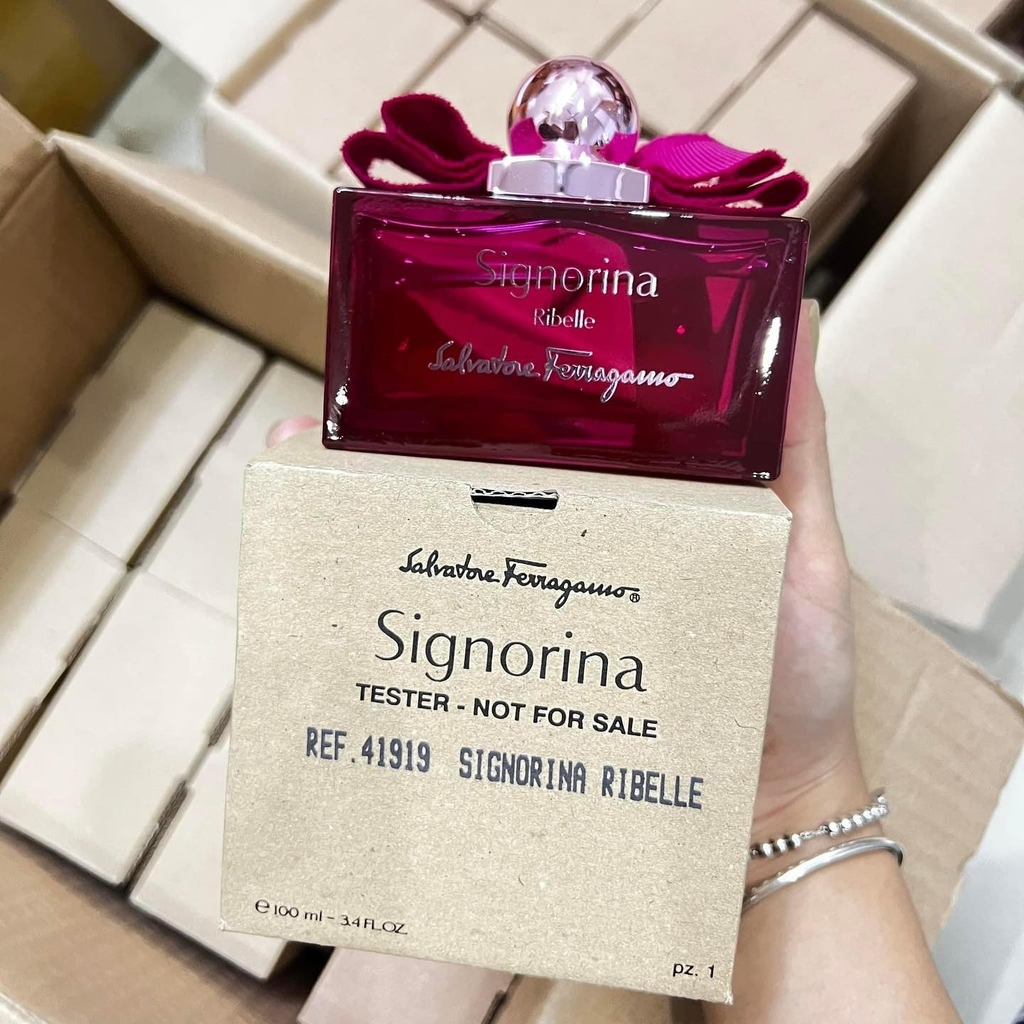 Signorina
Ribelle
Salvatore Ferragamo
Salvatore Ferragamo®
Signorina
TESTER - NOT FOR SALE
REF.41919 SIGNORINA RIBELLE
e 100 ml - 3.4 FL.OZ.
pz. 1